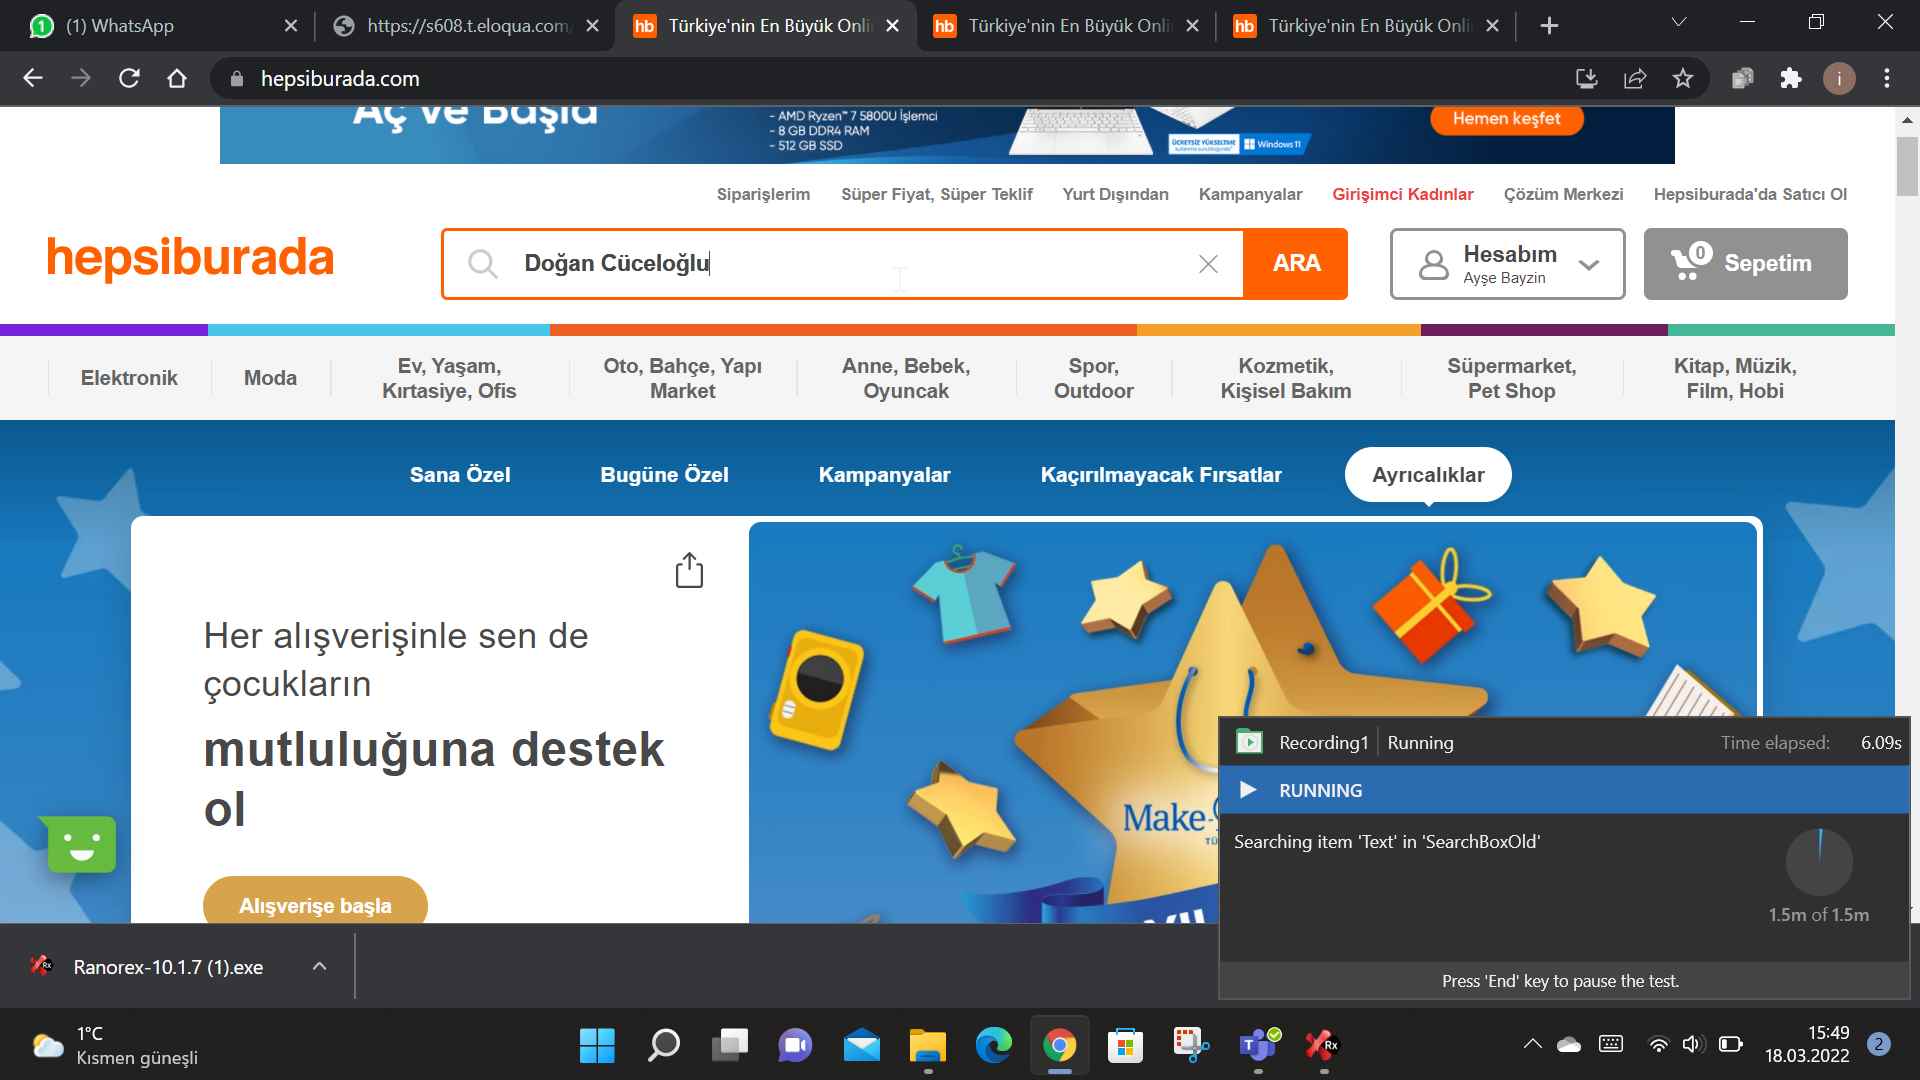 (1) WhatsApp
https://s608.t.eloqua.com/
Türkiye'nin En Büyük Onli
Türkiye'nin En Büyük Onli
Türkiye'nin En Büyük Onli
hepsiburada.com
i
Aç ve Başla
- AMD Ryzen™ 7 5800U İşlemci
- 8 GB DDR4 RAM
- 512 GB SSD
ÜCRETSİZ YÜKSELTME
Windows 11
Hemen keşfet
Siparişlerim
Süper Fiyat, Süper Teklif
Yurt Dışından
Kampanyalar
Girişimci Kadınlar
Çözüm Merkezi
Hepsiburada'da Satıcı Ol
hepsiburada
Doğan Cüceloğlu
ARA
Hesabım
Ayşe Bayzin
0
Sepetim
Elektronik
Moda
Ev, Yaşam,
Kırtasiye, Ofis
Oto, Bahçe, Yapı
Market
Anne, Bebek,
Oyuncak
Spor,
Outdoor
Kozmetik,
Kişisel Bakım
Süpermarket,
Pet Shop
Kitap, Müzik,
Film, Hobi
Sana Özel
Bugüne Özel
Kampanyalar
Kaçırılmayacak Fırsatlar
Ayrıcalıklar
Her alışverişinle sen de
çocukların
mutluluğuna destek
ol
Alışverişe başla
Make-
Recording1
Running
Time elapsed:
6.09s
RUNNING
Searching item 'Text' in 'SearchBoxOld'
1.5m of 1.5m
Press 'End' key to pause the test.
Ranorex-10.1.7 (1).exe
1°C
Kısmen güneşli
15:49
18.03.2022
2